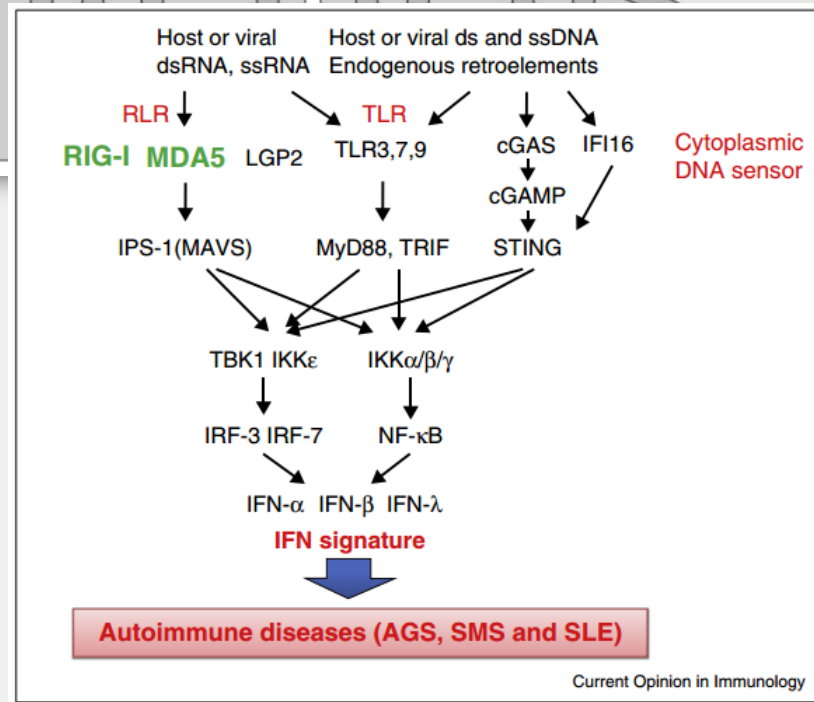 Host or viral
dsRNA, ssRNA
Host or viral ds and ssDNA
Endogenous retroelements
RLR
TLR
RIG-I MDA5 LGP2
TLR3,7,9
cGAS
IFI16
Cytoplasmic
DNA sensor
cGAMP
IPS-1(MAVS)
MyD88, TRIF
STING
TBK1 IKKε
IKKα/β/γ
IRF-3 IRF-7
NF-κB
IFN-α IFN-β IFN-λ
IFN signature
Autoimmune diseases (AGS, SMS and SLE)
Current Opinion in Immunology